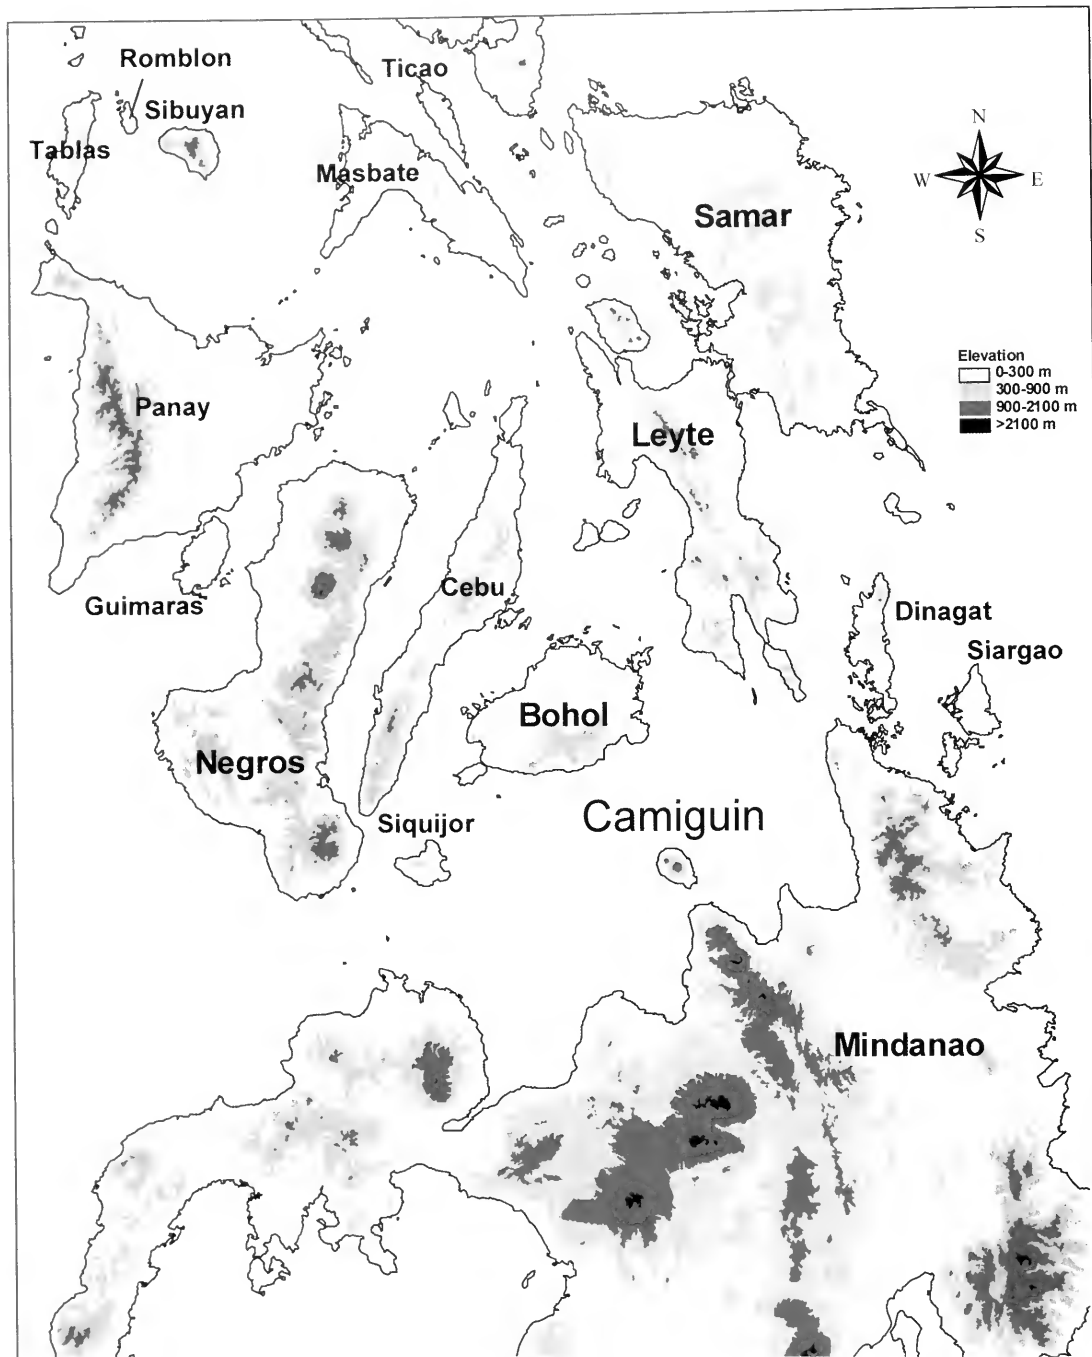 Romblon
Ticao
Sibuyan
Tablas
Masbate
Samar
N
W
E
S
Elevation
0-300 m
300-900 m
900-2100 m
>2100 m
Panay
Leyte
Guimaras
Cebu
Dinagat
Siargao
Bohol
Negros
Siquijor
Camiguin
Mindanao